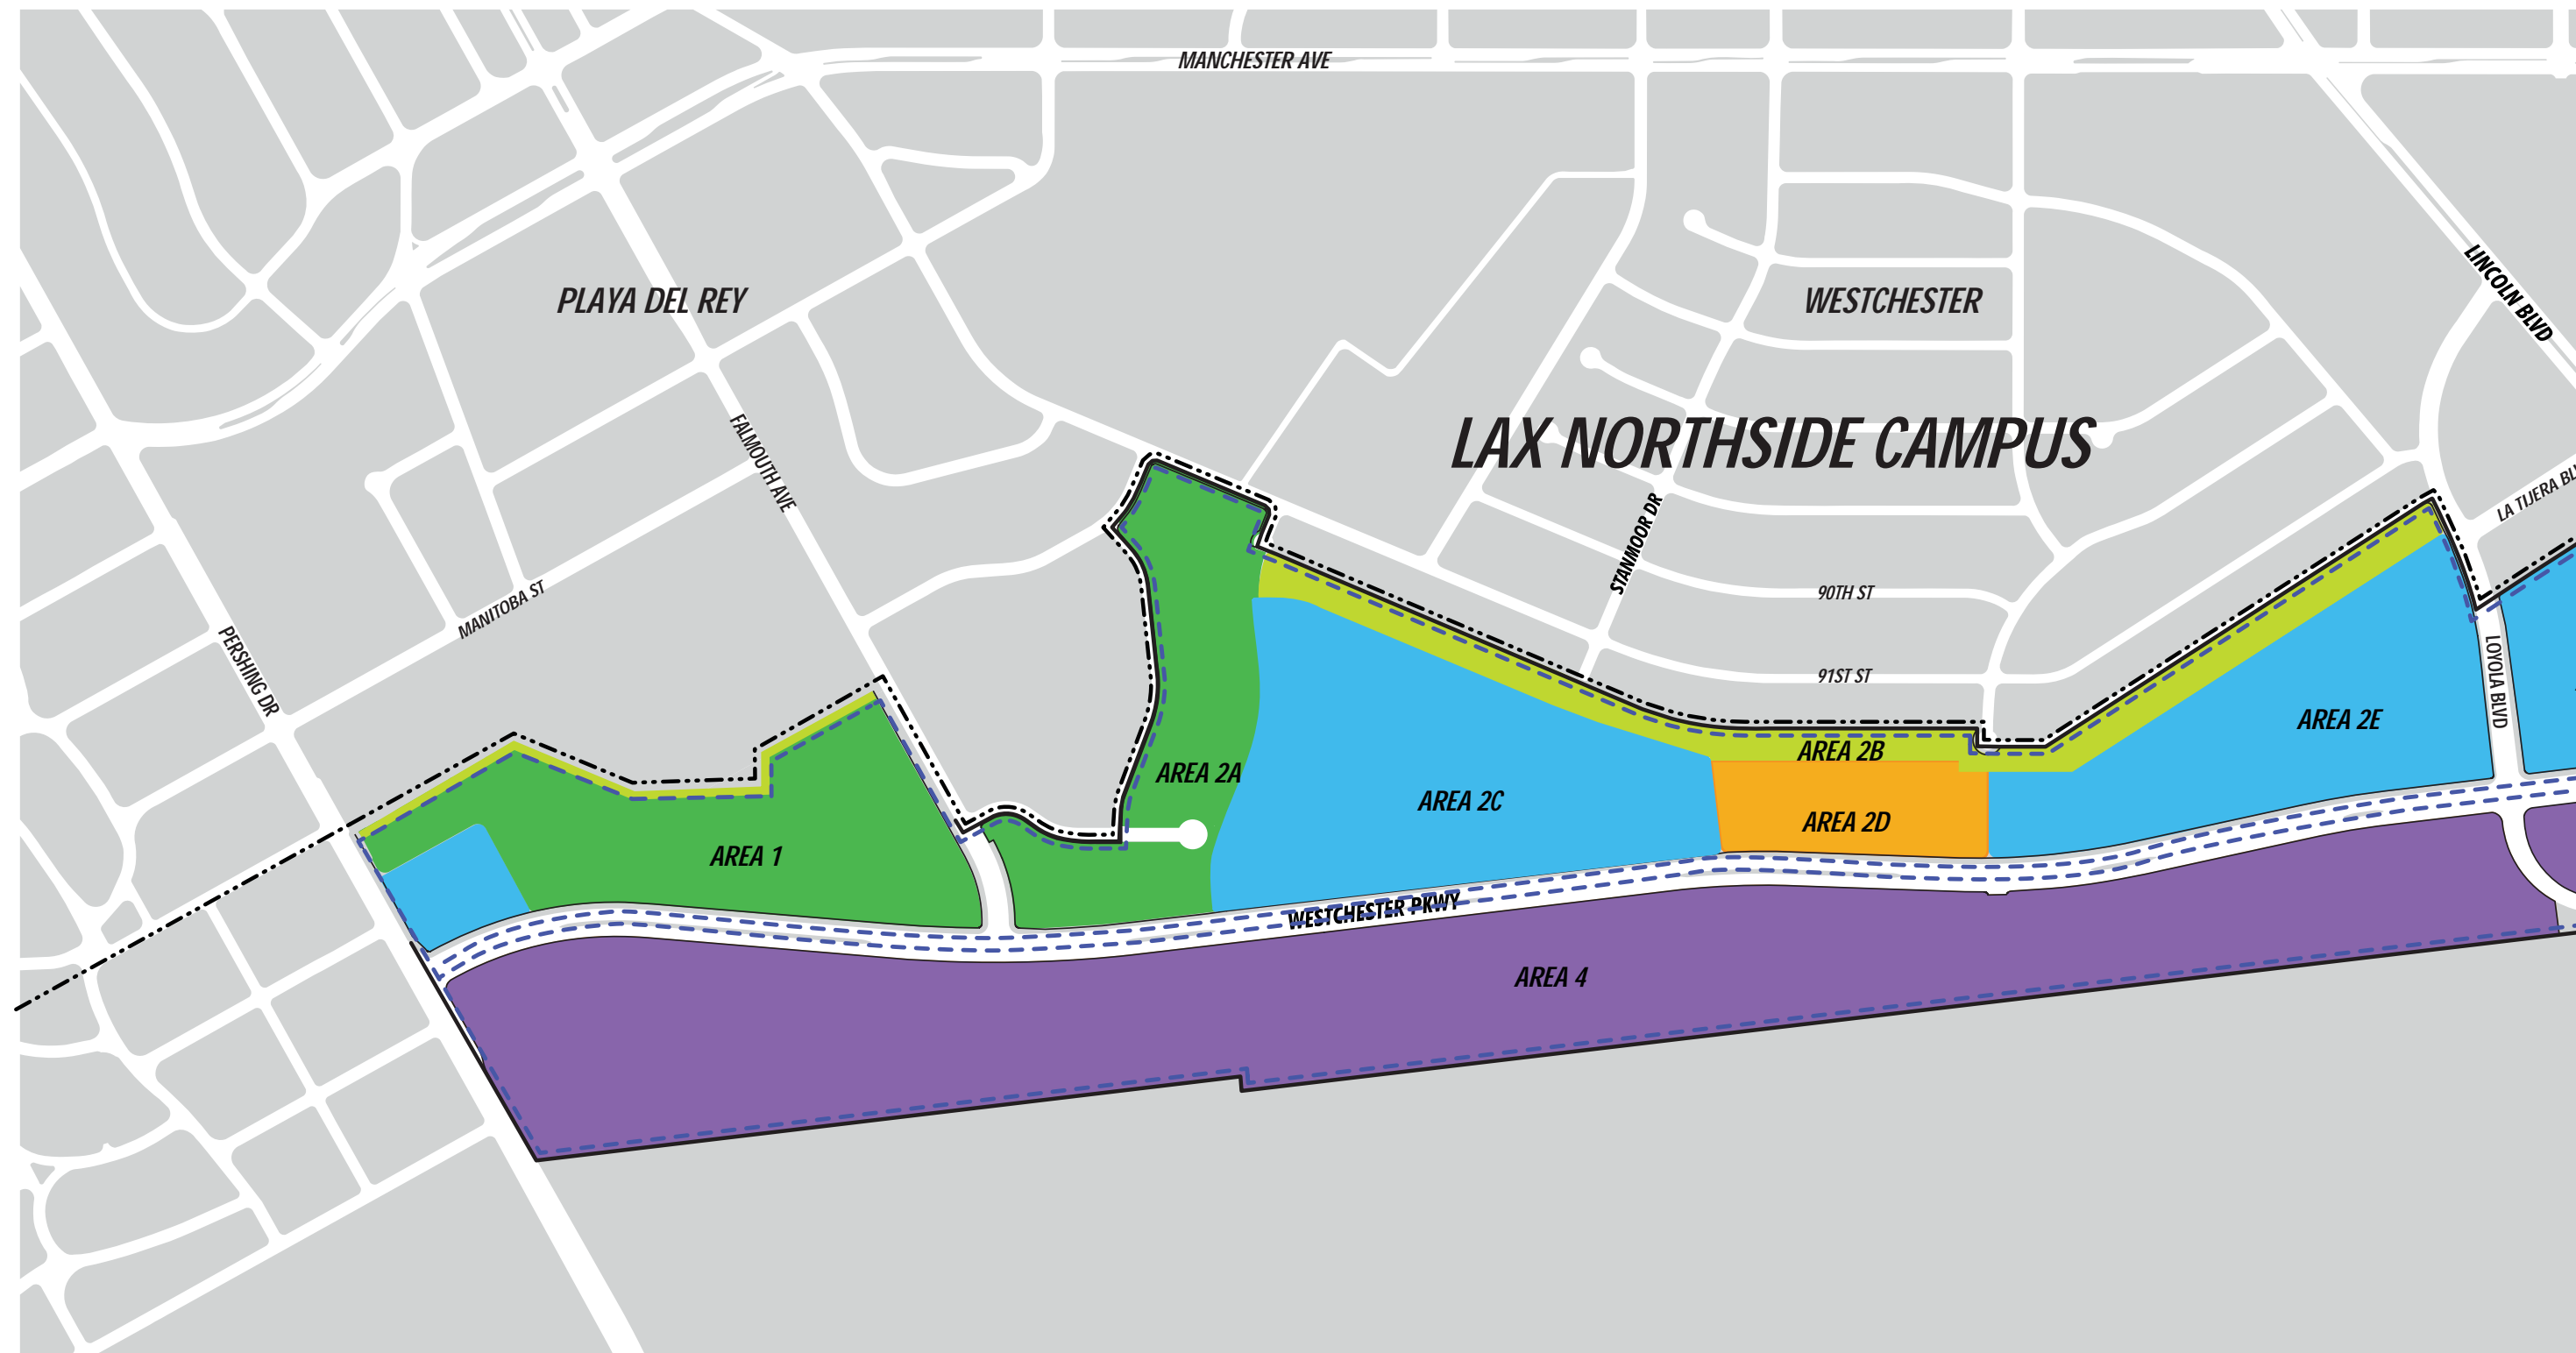 MANCHESTER AVE
LINCOLN BLVD
PLAYA DEL REY
WESTCHESTER
LAX NORTHSIDE CAMPUS
FALMOUTH AVE
LA TIJERA
STANMOOR DR
90TH ST
MANITOBA ST
PERSHING DR
91ST ST
LOYOLA BLVD
AREA 2E
AREA 2B
AREA 2A
AREA 2C
AREA 2D
AREA 1
WESTCHESTER PKWY
AREA 4